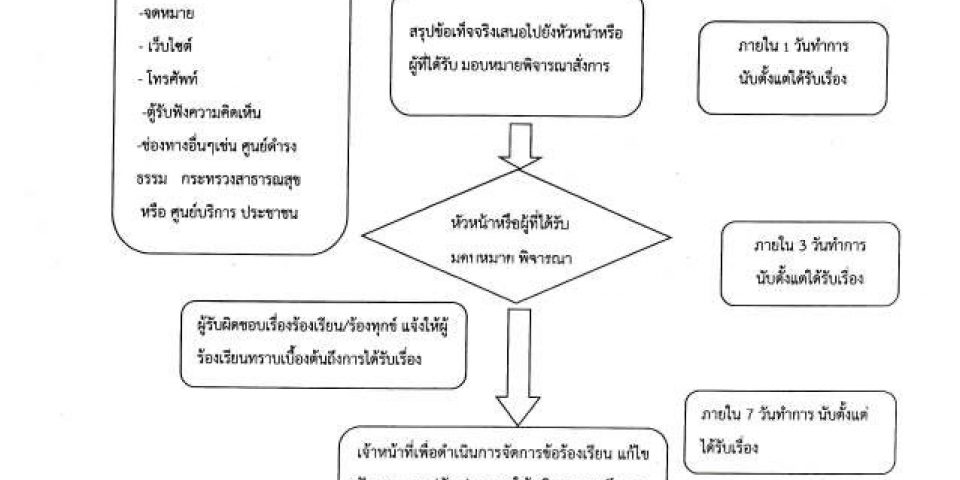 -จดหมาย
- เว็บไซต์
- โทรศัพท์
-ตู้รับฟังความคิดเห็น
-ช่องทางอื่นๆเช่น ศูนย์ดำรง
ธรรม กระทรวงสาธารณสุข
หรือ ศูนย์บริการ ประชาชน
สรุปข้อเท็จจริงเสนอไปยังหัวหน้าหรือ
ผู้ที่ได้รับ มอบหมายพิจารณาสั่งการ
ภายใน 1 วันทำการ
นับตั้งแต่ได้รับเรื่อง
หัวหน้าหรือผู้ที่ได้รับ
มอบหมาย พิจารณา
ภายใน 3 วันทำการ
นับตั้งแต่ได้รับเรื่อง
ผู้รับผิดชอบเรื่องร้องเรียน/ร้องทุกข์ แจ้งให้ผู้
ร้องเรียนทราบเบื้องต้นถึงการได้รับเรื่อง
ภายใน 7 วันทำการ นับตั้งแต่
ได้รับเรื่อง
เจ้าหน้าที่เพื่อดำเนินการจัดการข้อร้องเรียน แก้ไข